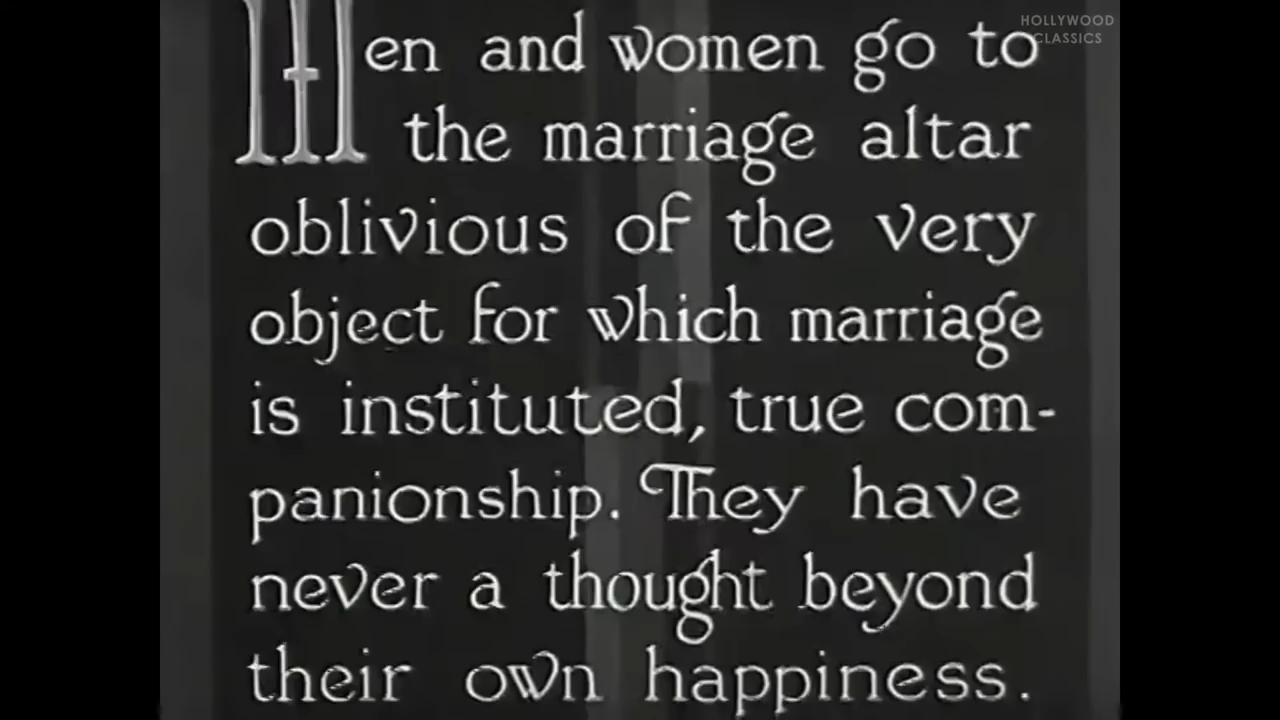 HOLLYWOOD
CLASSICS
Men and women go to
the marriage altar
oblivious of the very
object for which marriage
is instituted, true com-
panionship. They have
never a thought beyond
their own happiness.